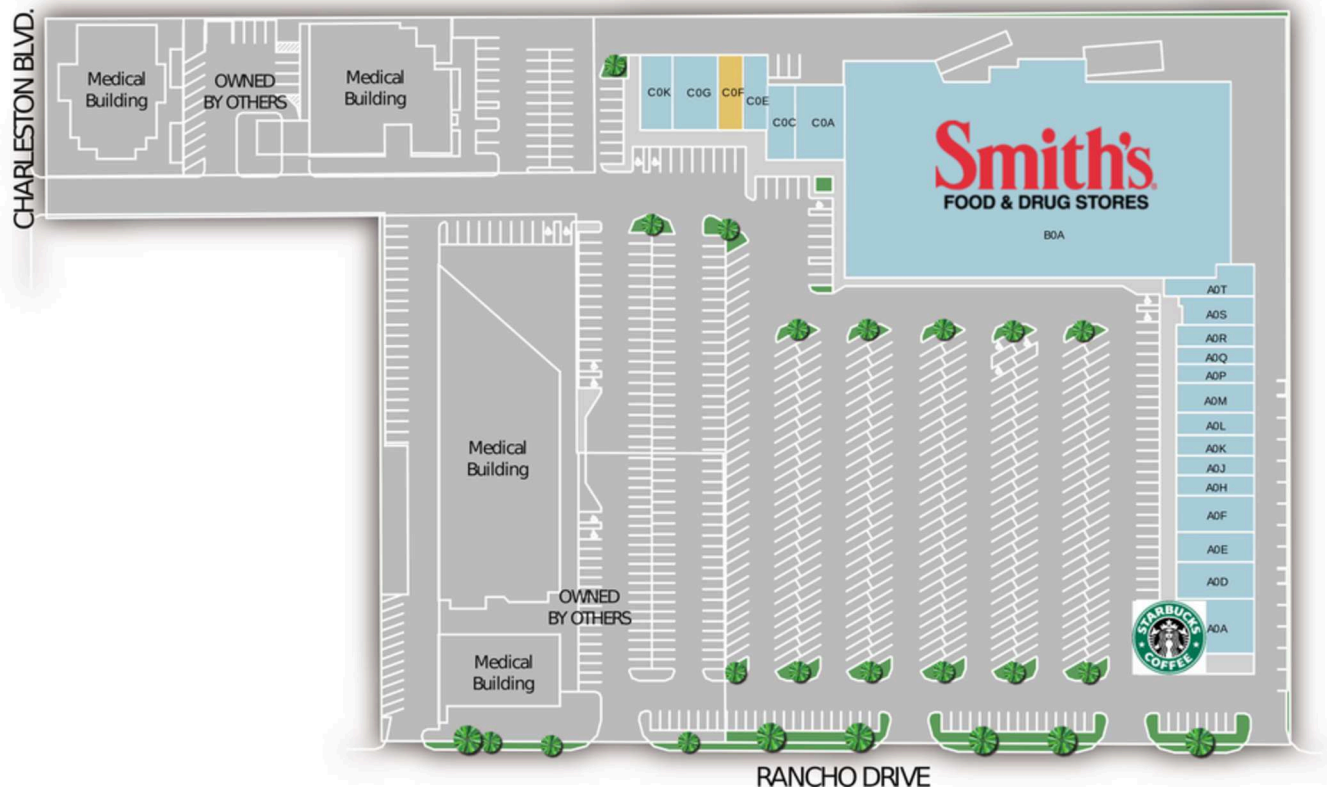 CHARLESTON BLVD.
Medical
Building
OWNED
BY OTHERS
Medical
Building
C0K
C0G
C0F
C0E
C0C
C0A
Smith's
FOOD & DRUG STORES
B0A
A0T
A0S
A0R
A0Q
A0P
A0M
A0L
A0K
A0J
A0H
A0F
A0E
A0D
A0A
STARBUCKS
COFFEE
Medical
Building
OWNED
BY OTHERS
Medical
Building
RANCHO DRIVE